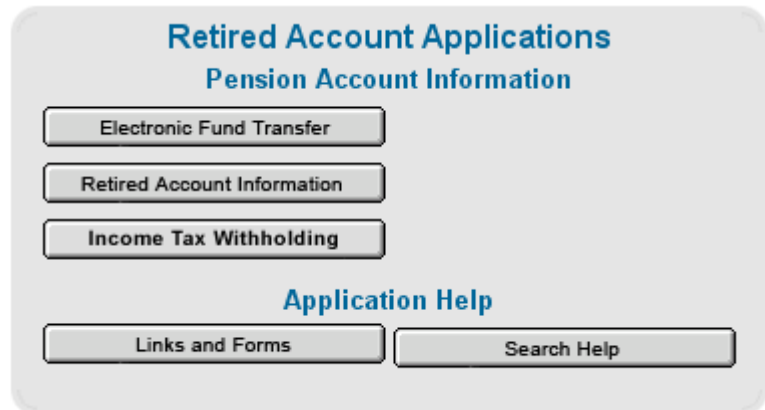 Retired Account Applications
Pension Account Information
Electronic Fund Transfer
Retired Account Information
Income Tax Withholding
Application Help
Links and Forms
Search Help